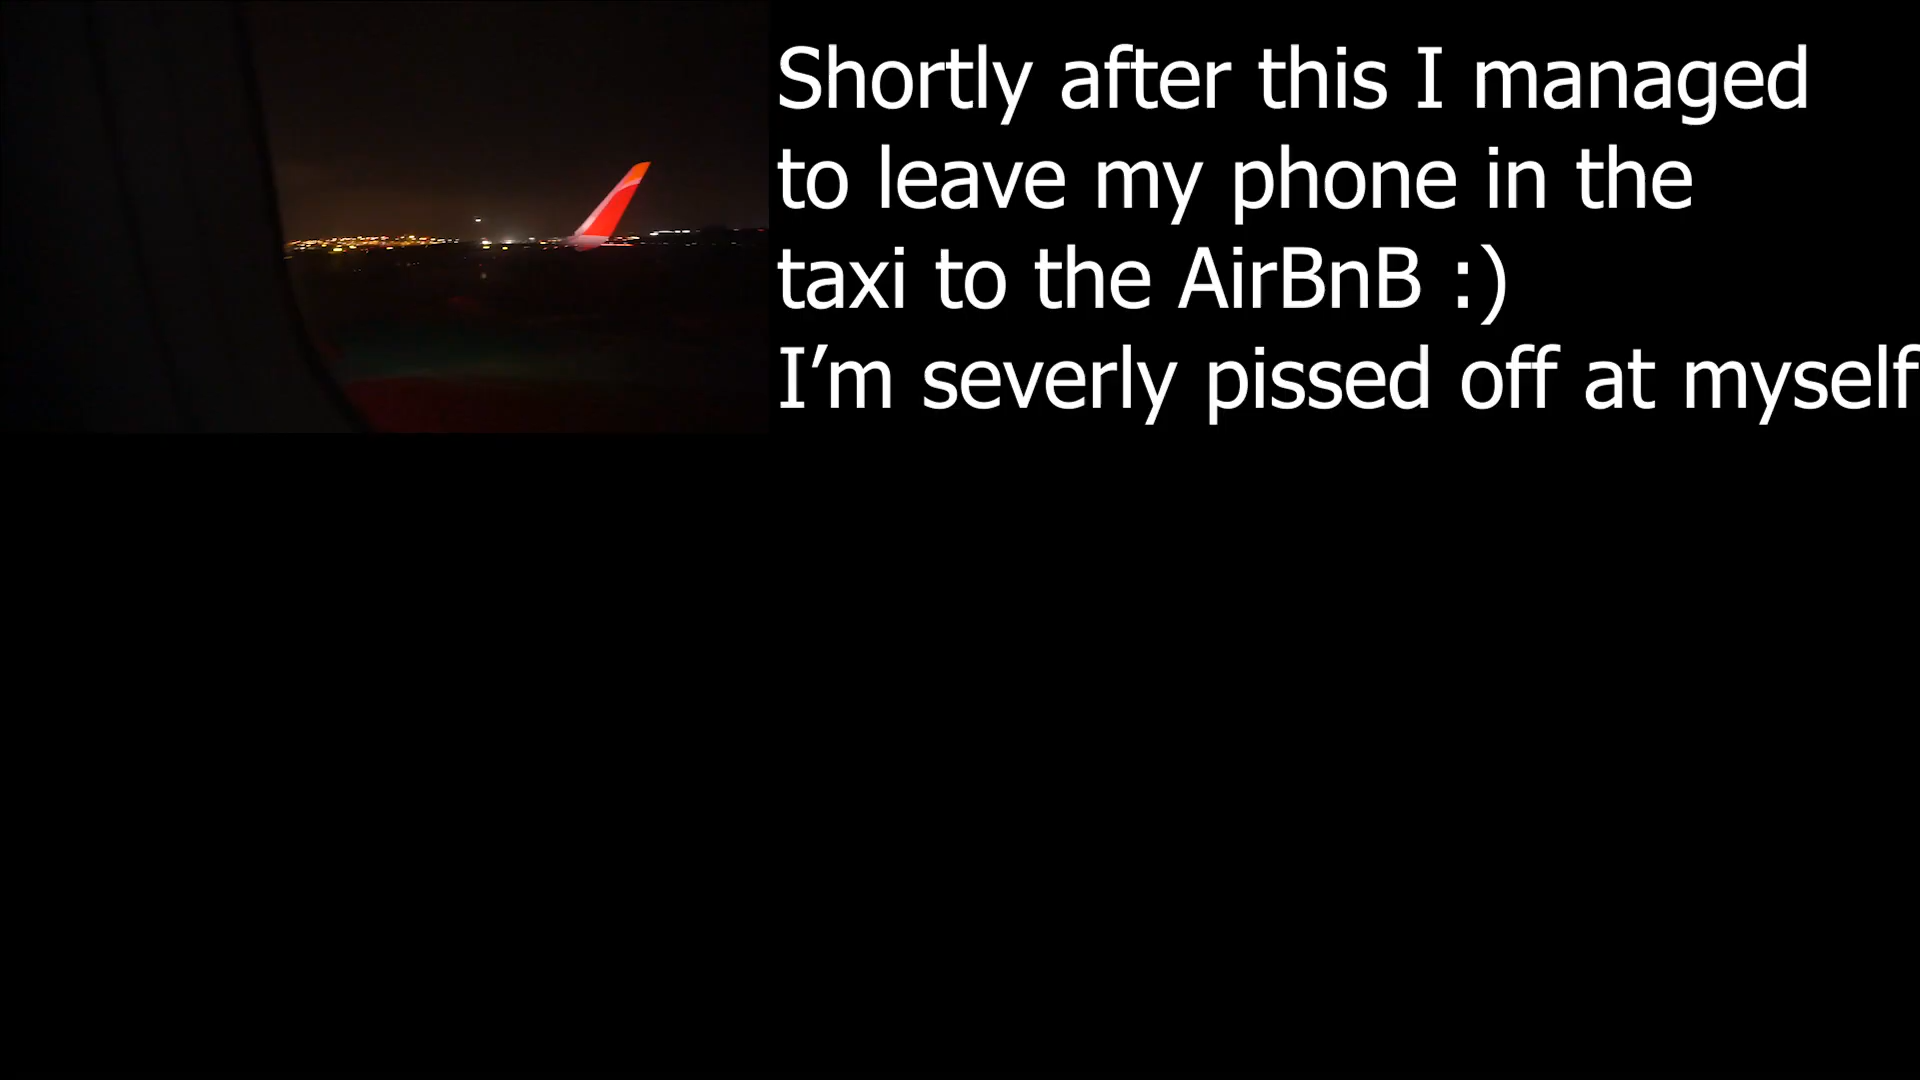 Shortly after this I managed
to leave my phone in the
taxi to the AirBnB :)
I’m severly pissed off at myself